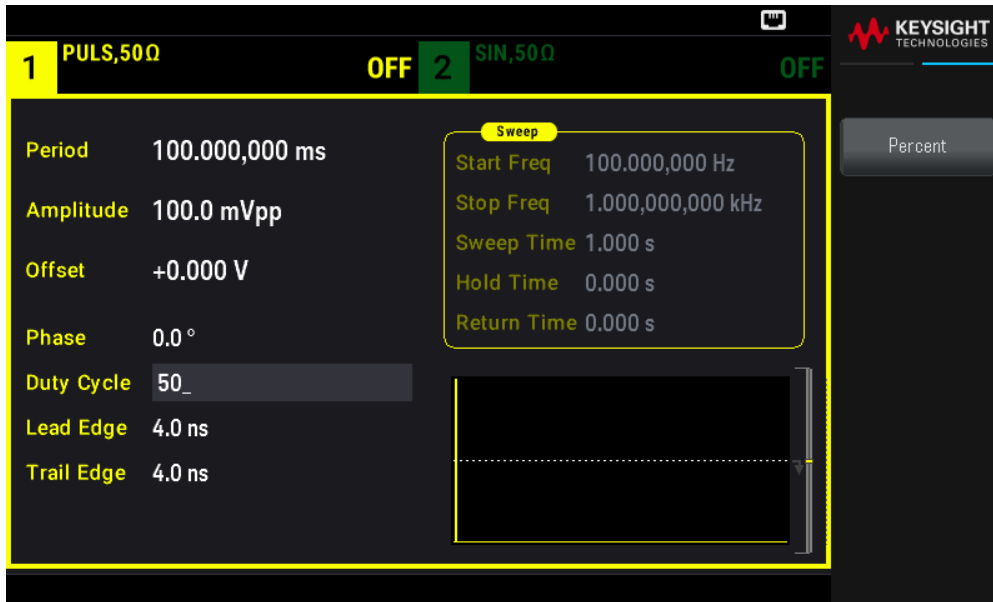 KEYSIGHT
TECHNOLOGIES
1 PULS,50Ω OFF
2 SIN,50Ω OFF
Period 100.000,000 ms
Amplitude 100.0 mVpp
Offset +0.000 V
Phase 0.0 °
Duty Cycle 50_
Lead Edge 4.0 ns
Trail Edge 4.0 ns
Sweep
Start Freq 100.000,000 Hz
Stop Freq 1.000,000,000 kHz
Sweep Time 1.000 s
Hold Time 0.000 s
Return Time 0.000 s
Percent